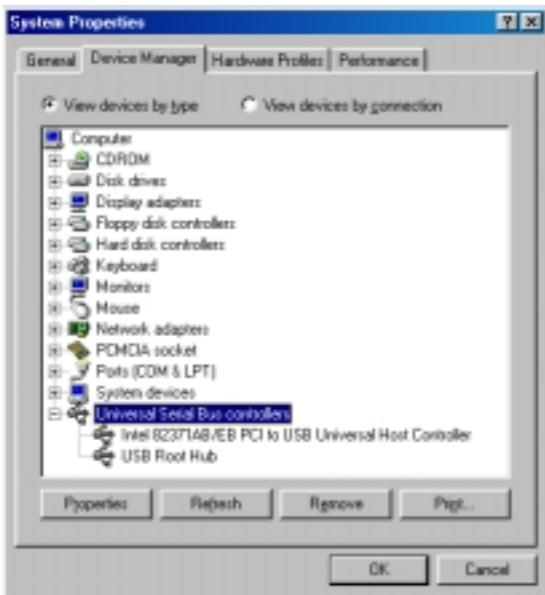 System Properties
General Device Manager Hardware Profiles Performance
View devices by type View devices by connection
Computer
CDROM
Disk drives
Display adapters
Floppy disk controllers
Hard disk controllers
Keyboard
Monitors
Mouse
Network adapters
PCMCIA socket
Ports (COM & LPT)
System devices
Universal Serial Bus controllers
Intel 82371AB/EB PCI to USB Universal Host Controller
USB Root Hub
Properties Refresh Remove Print...
OK Cancel